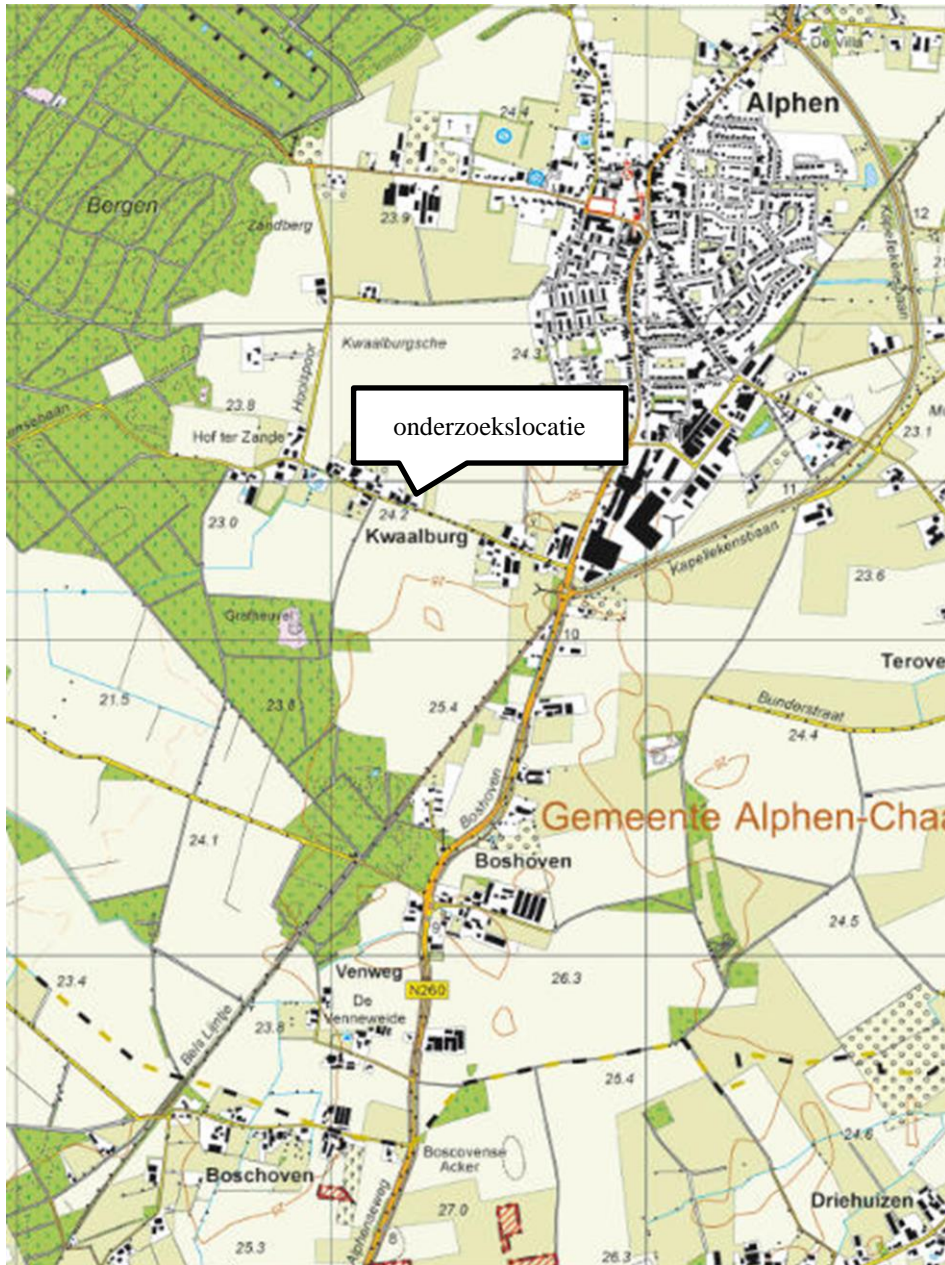 De Villa
Alphen
24.4
Bergen
Zandberg
23.9
12
Kapellekensbaan
Kwaalburgsche
24.3
Hoolspoor
23.8
onderzoekslocatie
Hof ter Zande
23.1
11
23.0
24.2
25
Kwaalburg
Kapellekensbaan
23.6
Grafheuvel
10
Terove
21.5
23.8
25.4
Bunderstraat
24.4
Boshoven
Gemeente Alphen-Chaa
24.1
Boshoven
24.5
23.4
Venweg
26.3
N260
De
Venneweide
23.8
Bels Lijntje
25.4
24.6
Boscovense
Acker
Boschoven
Driehuizen
27.0
Alphenseweg
8
25.3
26.3